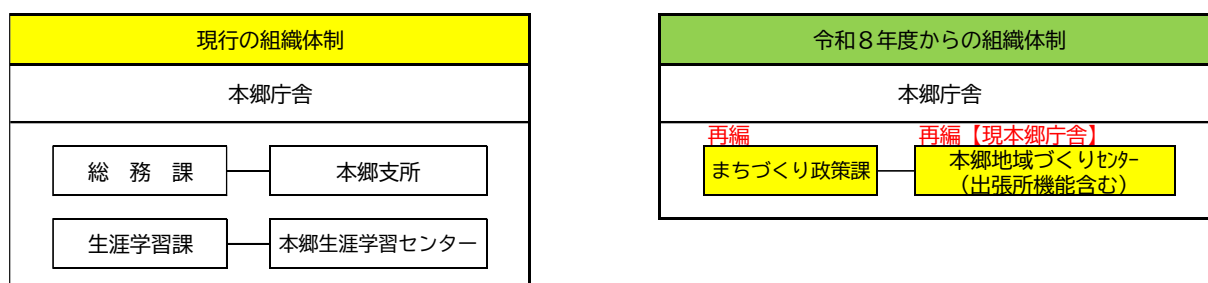 現行の組織体制
本郷庁舎
総　務　課
本郷支所
生涯学習課
本郷生涯学習センター
令和８年度からの組織体制
本郷庁舎
再編
再編【現本郷庁舎】
まちづくり政策課
本郷地域づくりｾﾝﾀｰ
（出張所機能含む）